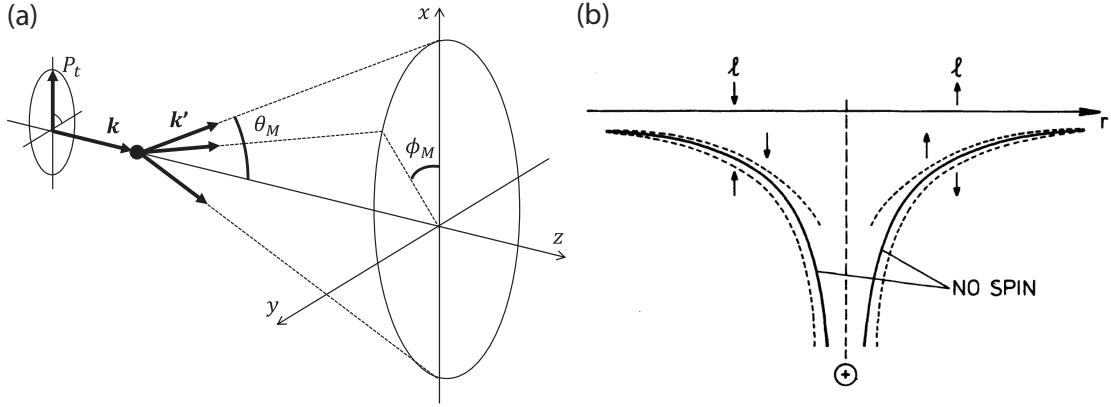 (a)
x
P_t
k
k'
θ_M
ϕ_M
z
y
(b)
ℓ
ℓ
r
NO SPIN
+